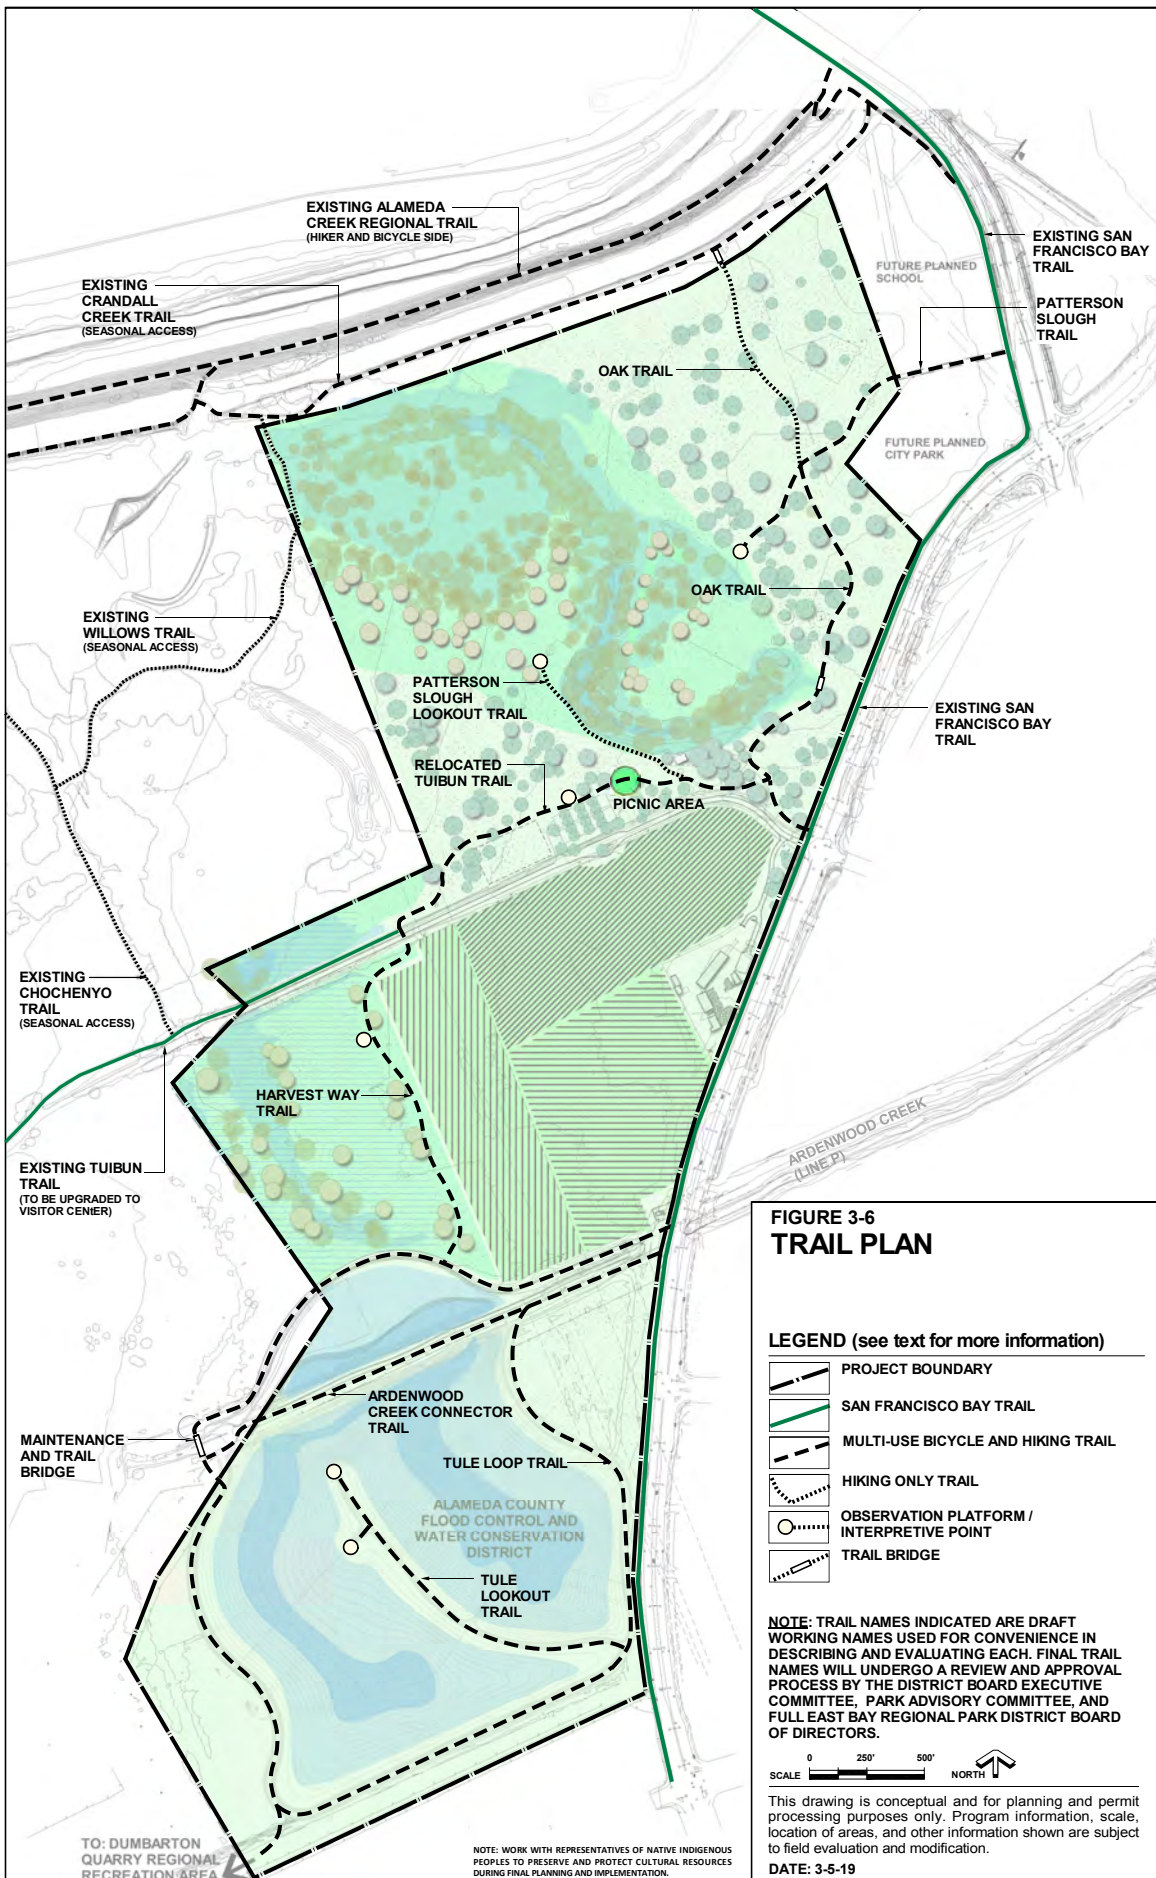 EXISTING ALAMEDA
CREEK REGIONAL TRAIL
(HIKER AND BICYCLE SIDE)
EXISTING SAN
FRANCISCO BAY
TRAIL
FUTURE PLANNED
SCHOOL
EXISTING
CRANDALL
CREEK TRAIL
(SEASONAL ACCESS)
PATTERSON
SLOUGH
TRAIL
OAK TRAIL
FUTURE PLANNED
CITY PARK
OAK TRAIL
EXISTING
WILLOWS TRAIL
(SEASONAL ACCESS)
PATTERSON
SLOUGH
LOOKOUT TRAIL
EXISTING SAN
FRANCISCO BAY
TRAIL
RELOCATED
TUIBUN TRAIL
PICNIC AREA
EXISTING
CHOCHENYO
TRAIL
(SEASONAL ACCESS)
HARVEST WAY
TRAIL
ARDENWOOD CREEK
(LINE P)
EXISTING TUIBUN
TRAIL
(TO BE UPGRADED TO
VISITOR CENTER)
ARDENWOOD
CREEK CONNECTOR
TRAIL
MAINTENANCE
AND TRAIL
BRIDGE
TULE LOOP TRAIL
ALAMEDA COUNTY
FLOOD CONTROL AND
WATER CONSERVATION
DISTRICT
TULE
LOOKOUT
TRAIL
TO: DUMBARTON
QUARRY REGIONAL
RECREATION AREA
NOTE: WORK WITH REPRESENTATIVES OF NATIVE INDIGENOUS
PEOPLES TO PRESERVE AND PROTECT CULTURAL RESOURCES
DURING FINAL PLANNING AND IMPLEMENTATION.
FIGURE 3-6
TRAIL PLAN
LEGEND (see text for more information)
PROJECT BOUNDARY
SAN FRANCISCO BAY TRAIL
MULTI-USE BICYCLE AND HIKING TRAIL
HIKING ONLY TRAIL
OBSERVATION PLATFORM /
INTERPRETIVE POINT
TRAIL BRIDGE
NOTE: TRAIL NAMES INDICATED ARE DRAFT
WORKING NAMES USED FOR CONVENIENCE IN
DESCRIBING AND EVALUATING EACH. FINAL TRAIL
NAMES WILL UNDERGO A REVIEW AND APPROVAL
PROCESS BY THE DISTRICT BOARD EXECUTIVE
COMMITTEE, PARK ADVISORY COMMITTEE, AND
FULL EAST BAY REGIONAL PARK DISTRICT BOARD
OF DIRECTORS.
0 250' 500'
SCALE NORTH
This drawing is conceptual and for planning and permit
processing purposes only. Program information, scale,
location of areas, and other information shown are subject
to field evaluation and modification.
DATE: 3-5-19